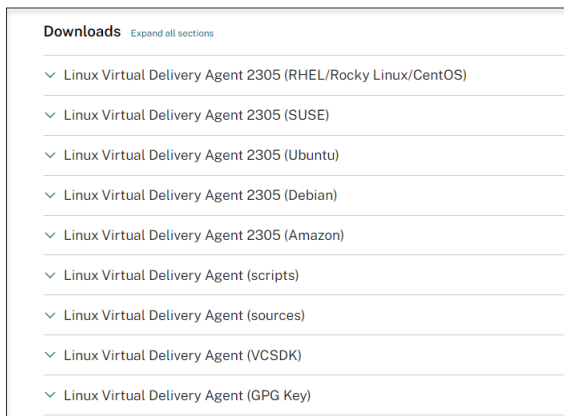 Downloads Expand all sections
Linux Virtual Delivery Agent 2305 (RHEL/Rocky Linux/CentOS)
Linux Virtual Delivery Agent 2305 (SUSE)
Linux Virtual Delivery Agent 2305 (Ubuntu)
Linux Virtual Delivery Agent 2305 (Debian)
Linux Virtual Delivery Agent 2305 (Amazon)
Linux Virtual Delivery Agent (scripts)
Linux Virtual Delivery Agent (sources)
Linux Virtual Delivery Agent (VCSDK)
Linux Virtual Delivery Agent (GPG Key)